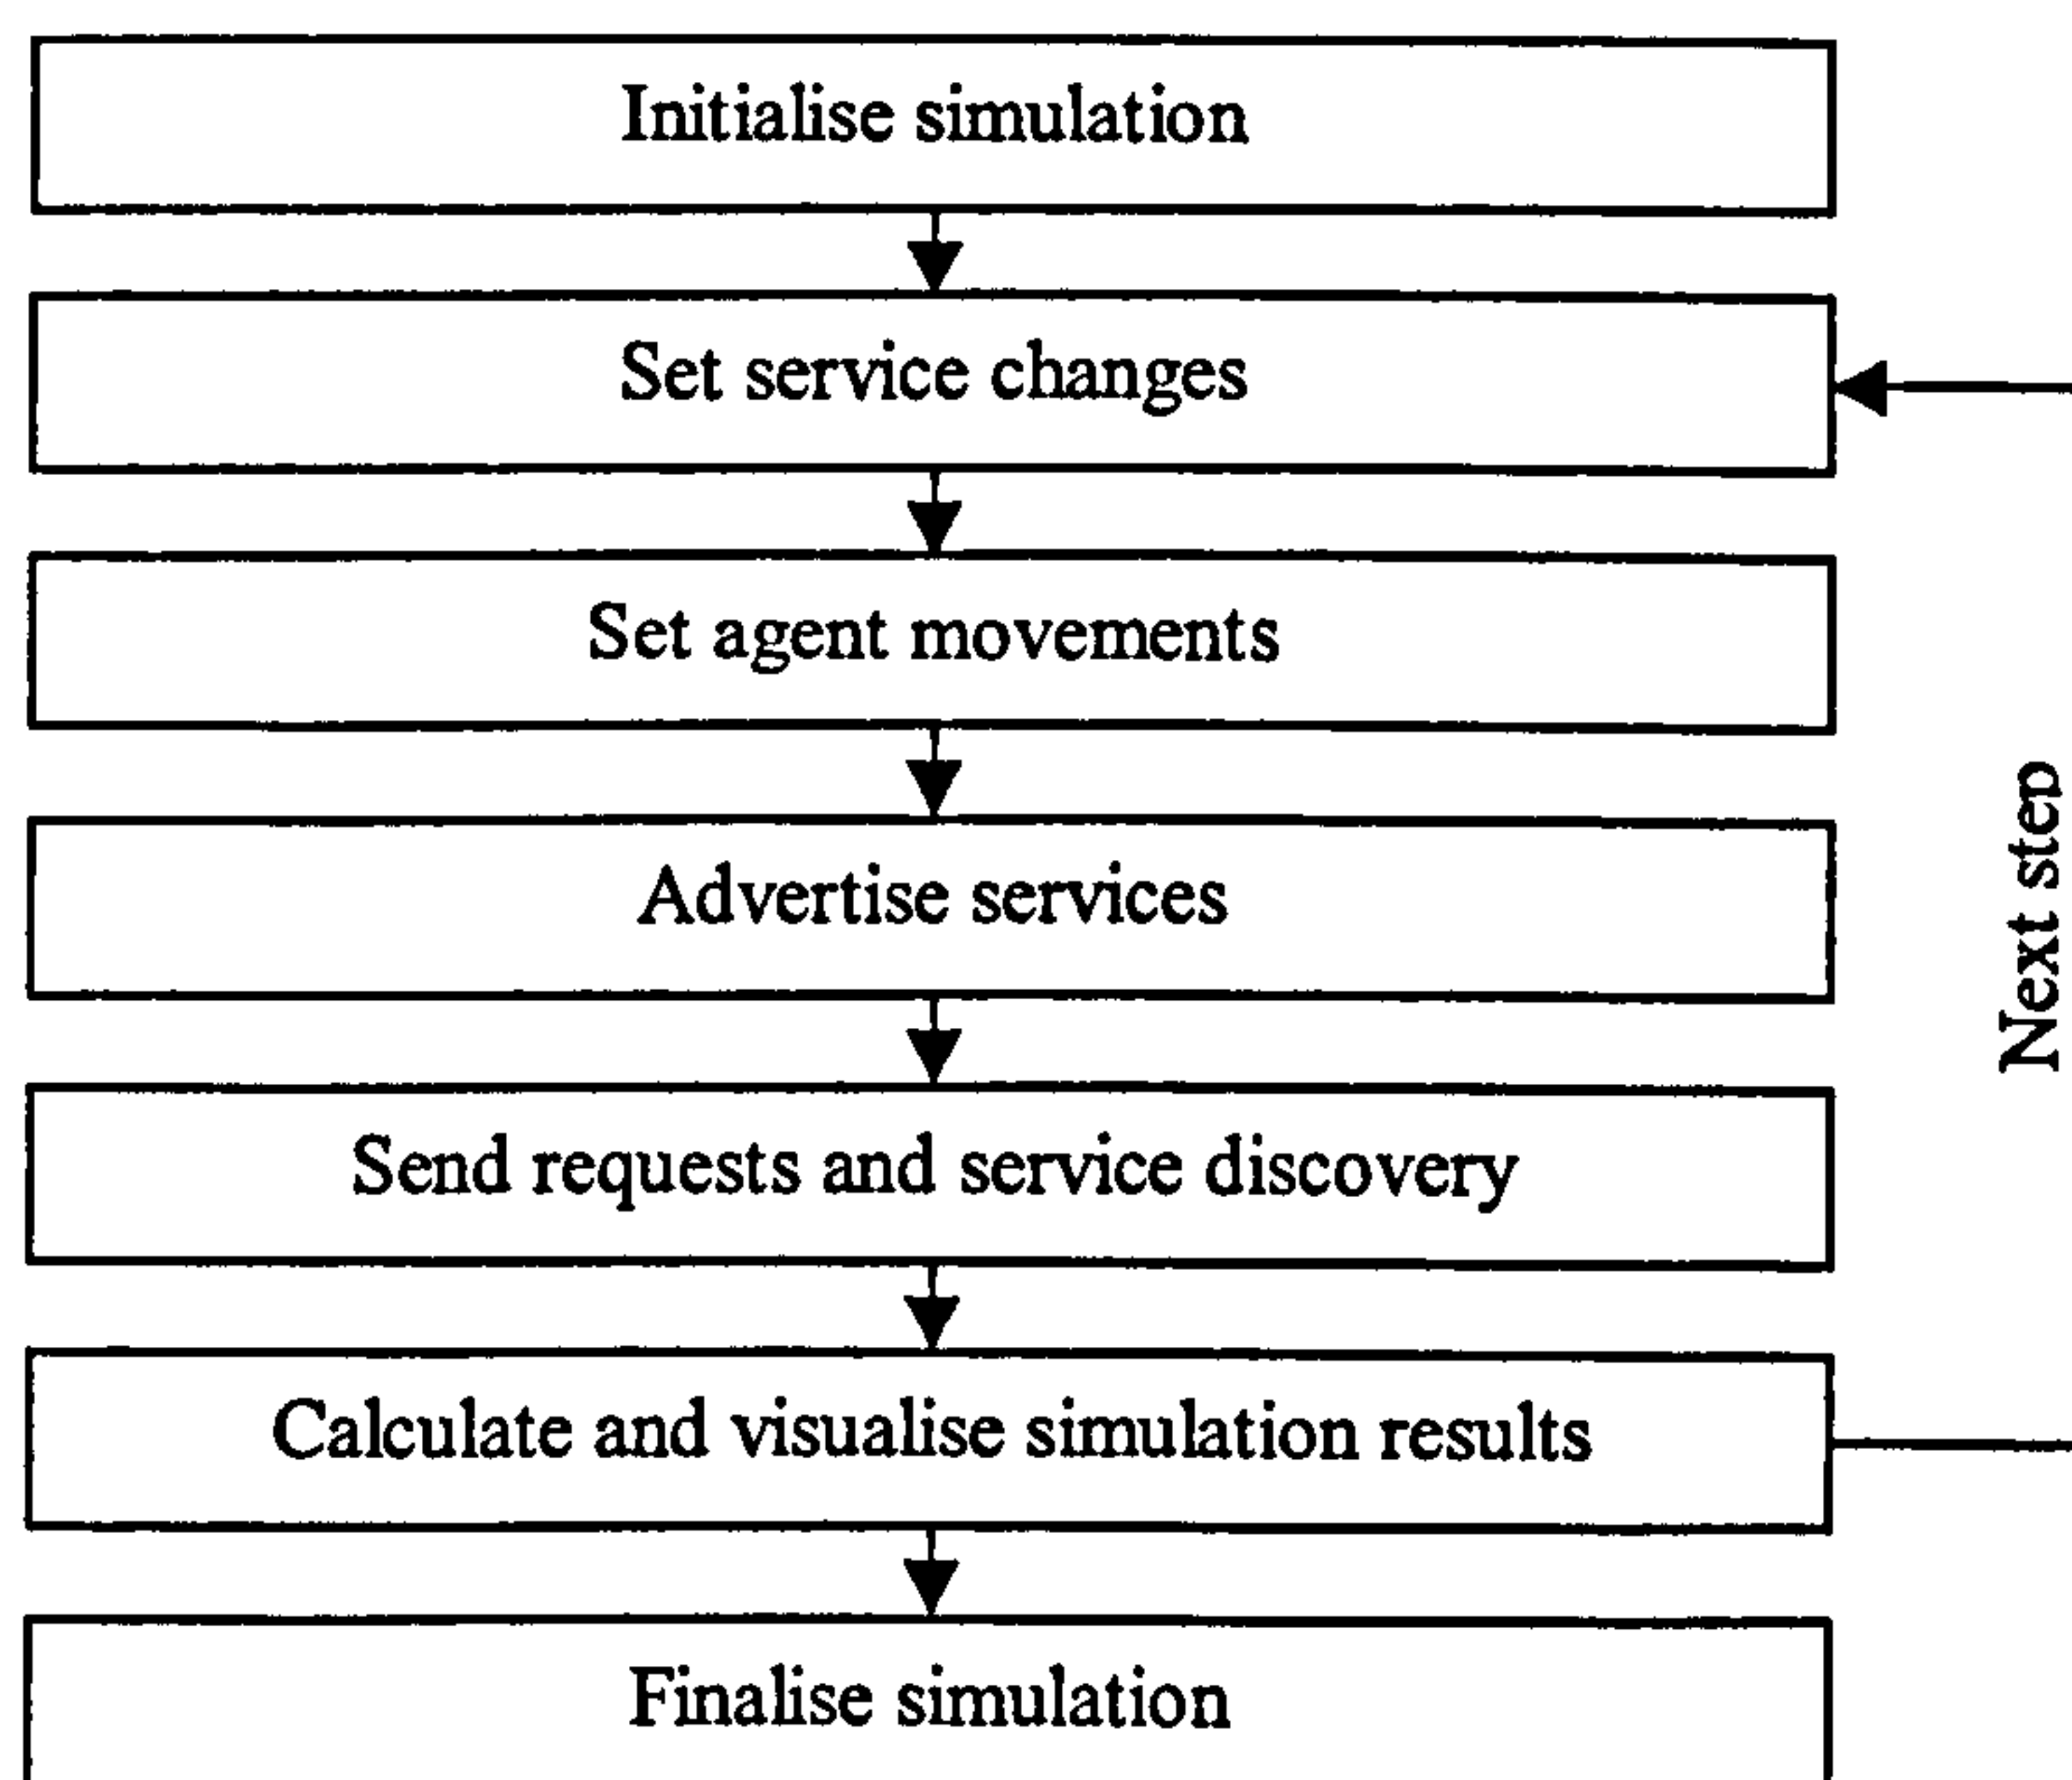 Initialise simulation
Set service changes
Set agent movements
Advertise services
Send requests and service discovery
Calculate and visualise simulation results
Finalise simulation
Next step